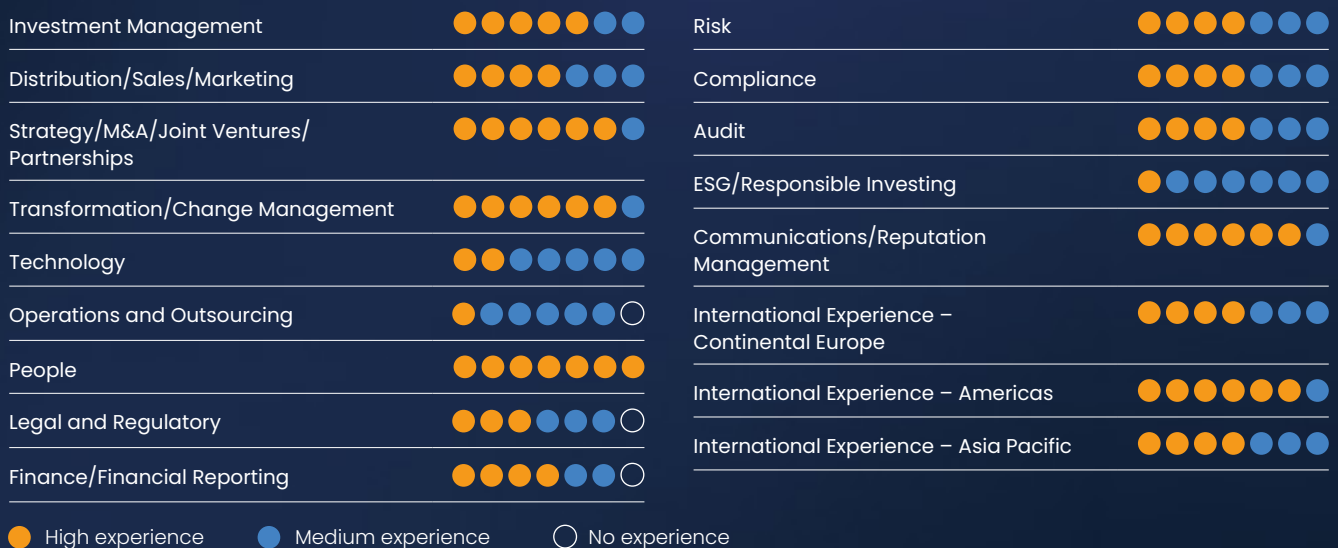 Investment Management
Distribution/Sales/Marketing
Strategy/M&A/Joint Ventures/
Partnerships
Transformation/Change Management
Technology
Operations and Outsourcing
People
Legal and Regulatory
Finance/Financial Reporting
Risk
Compliance
Audit
ESG/Responsible Investing
Communications/Reputation
Management
International Experience –
Continental Europe
International Experience – Americas
International Experience – Asia Pacific
High experience
Medium experience
No experience